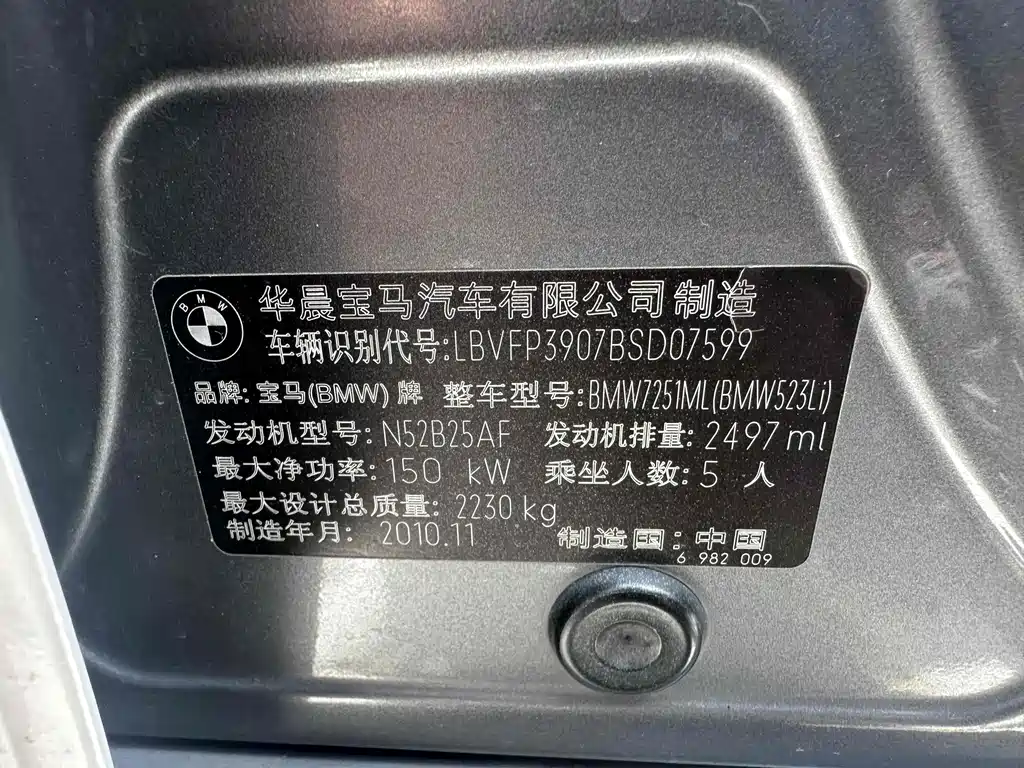 BMW
华晨宝马汽车有限公司制造
车辆识别代号:LBVFP3907BSD07599
品牌: 宝马(BMW) 牌 整车型号:BMW7251ML(BMW523Li)
发动机型号: N52B25AF 发动机排量: 2497 ml
最大净功率: 150 kW 乘坐人数: 5 人
最大设计总质量: 2230 kg
制造年月: 2010.11 制造国: 中国
6 982 009